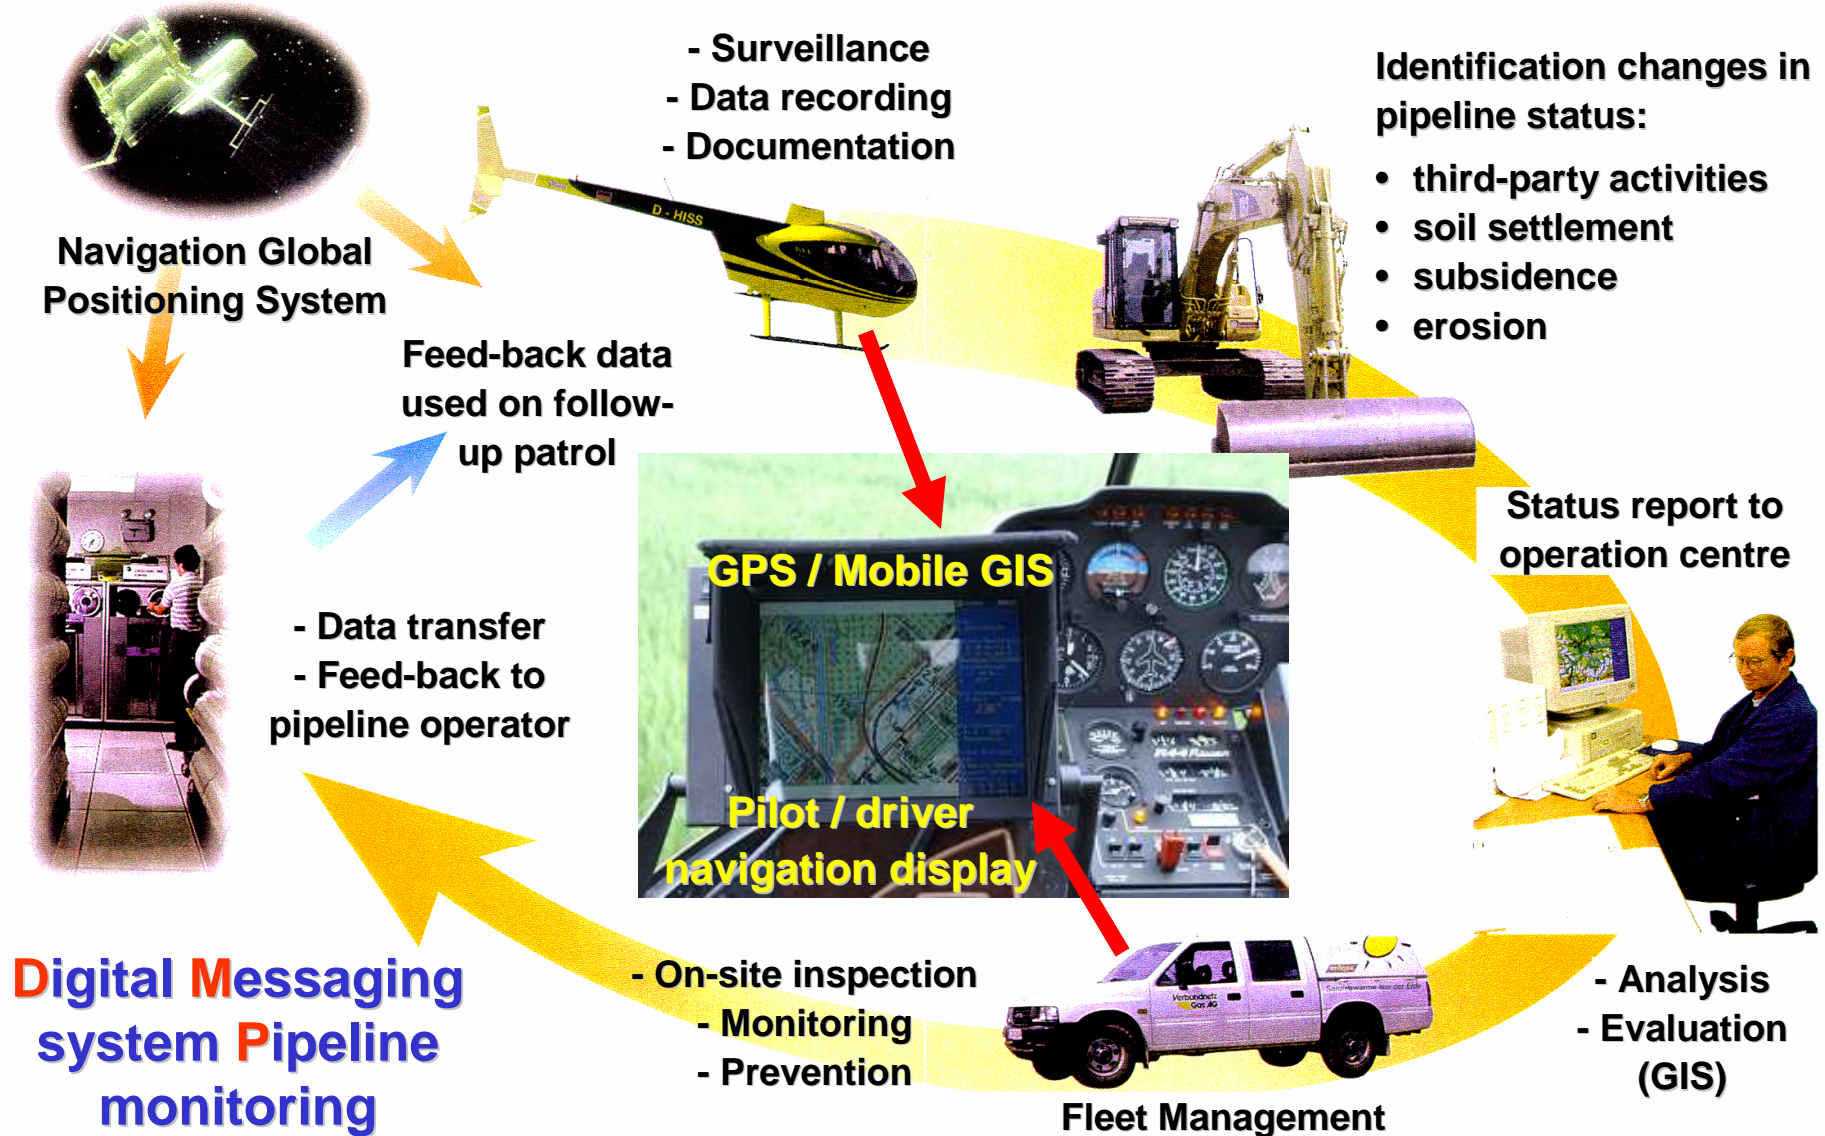 - Surveillance
- Data recording
- Documentation
Identification changes in
pipeline status:
• third-party activities
• soil settlement
• subsidence
• erosion
Navigation Global
Positioning System
D - HISS
Feed-back data
used on follow-
up patrol
Status report to
operation centre
GPS / Mobile GIS
- Data transfer
- Feed-back to
pipeline operator
Pilot / driver
navigation display
Digital Messaging
system Pipeline
monitoring
- On-site inspection
- Monitoring
- Prevention
Verbundnetz
Gas AG
- Analysis
- Evaluation
(GIS)
Fleet Management